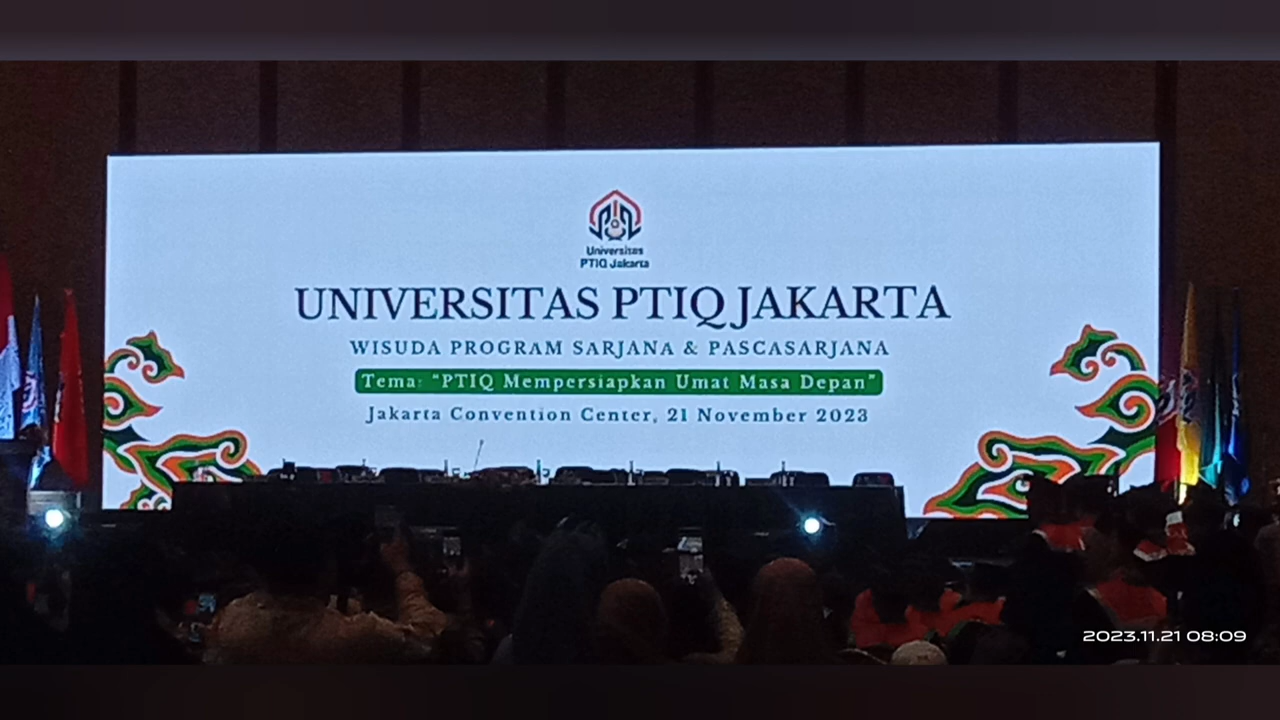 Universitas
PTIQ Jakarta
UNIVERSITAS PTIQ JAKARTA
WISUDA PROGRAM SARJANA & PASCASARJANA
Tema: "PTIQ Mempersiapkan Umat Masa Depan"
Jakarta Convention Center, 21 November 2023
2023.11.21 08:09